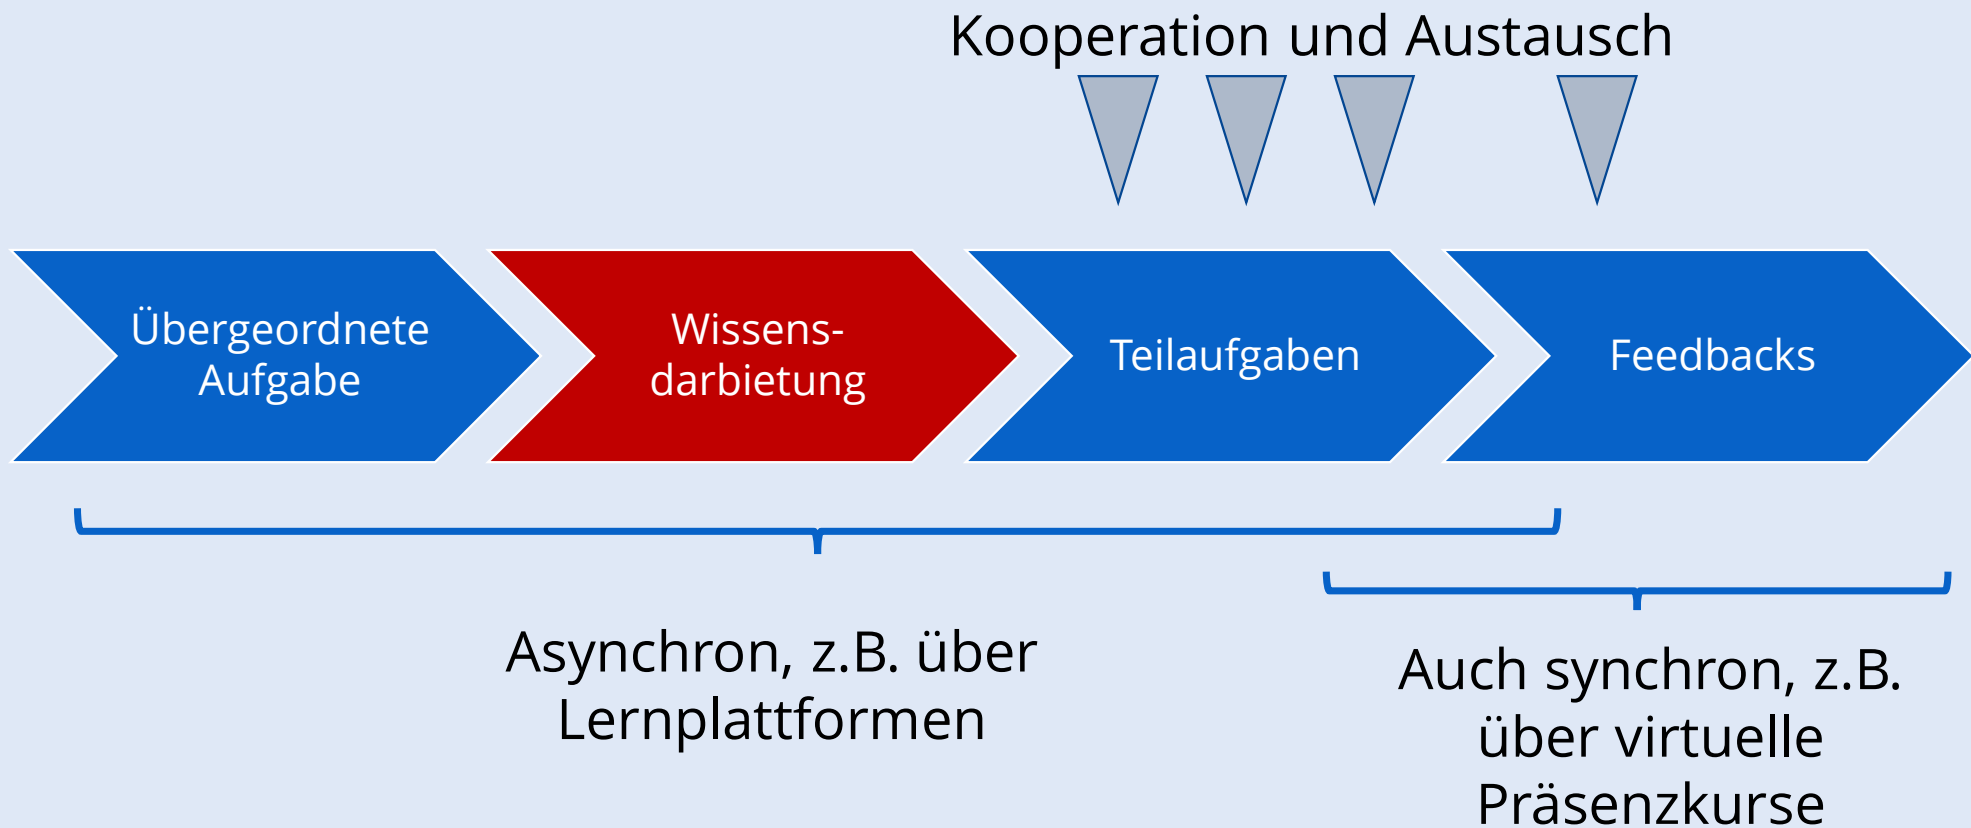 Kooperation und Austausch
Übergeordnete
Aufgabe
Wissens-
darbietung
Teilaufgaben
Feedbacks
Asynchron, z.B. über
Lernplattformen
Auch synchron, z.B.
über virtuelle
Präsenzkurse